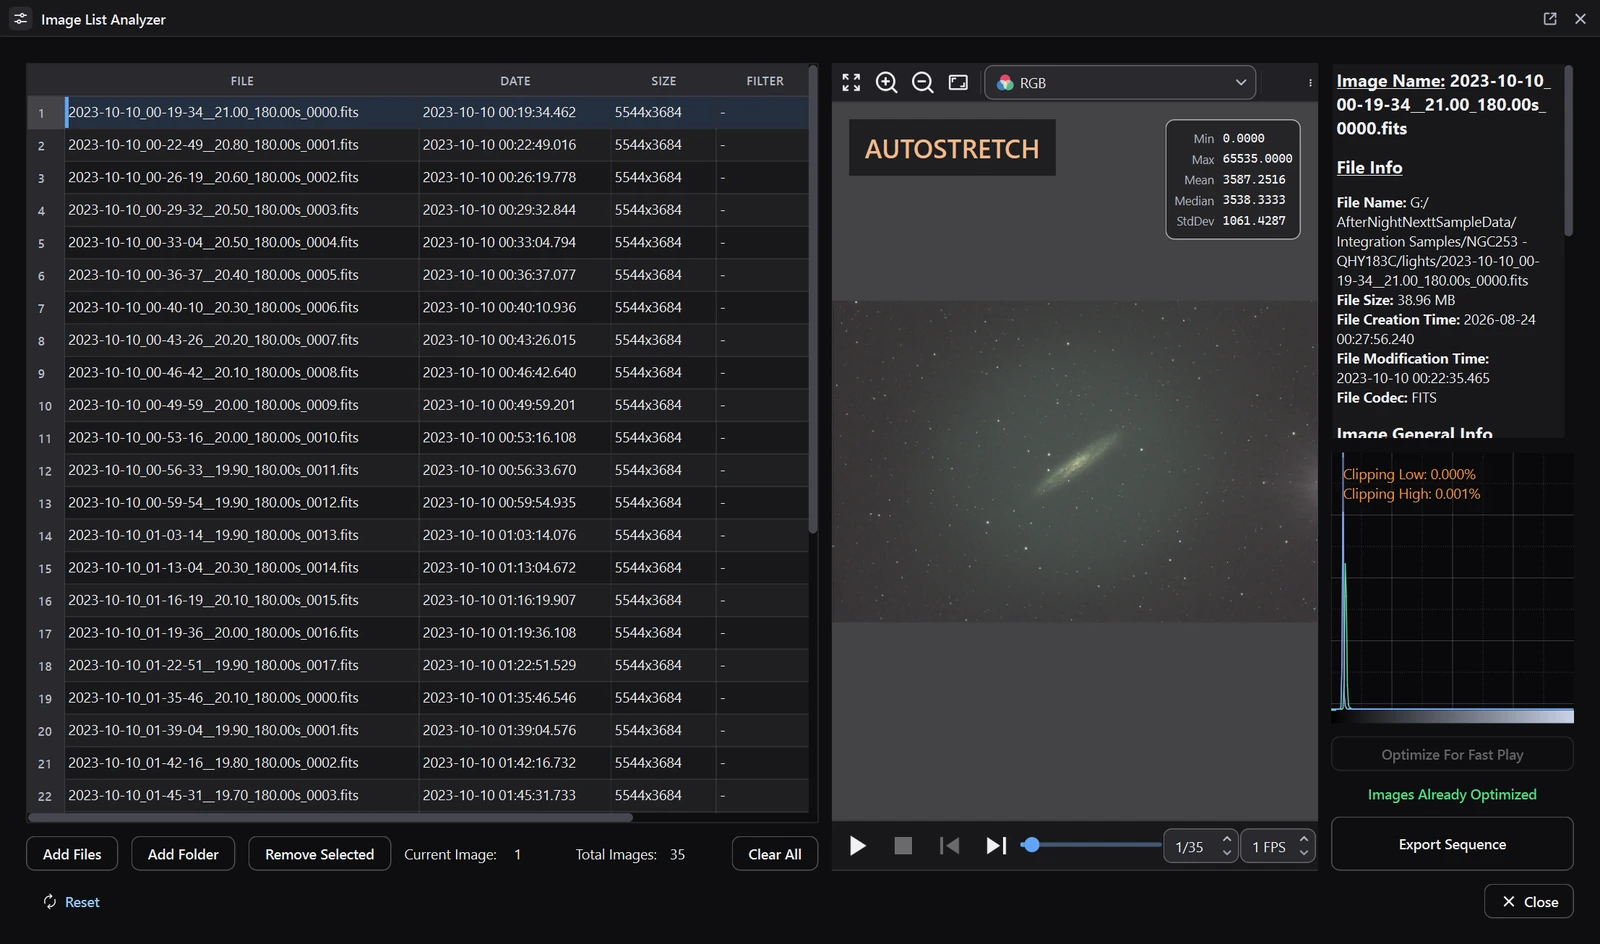 Image List Analyzer
FILE DATE SIZE FILTER
1 2023-10-10_00-19-34__21.00_180.00s_0000.fits 2023-10-10 00:19:34.462 5544x3684 -
2 2023-10-10_00-22-49__20.80_180.00s_0001.fits 2023-10-10 00:22:49.016 5544x3684 -
3 2023-10-10_00-26-19__20.60_180.00s_0002.fits 2023-10-10 00:26:19.778 5544x3684 -
4 2023-10-10_00-29-32__20.50_180.00s_0003.fits 2023-10-10 00:29:32.844 5544x3684 -
5 2023-10-10_00-33-04__20.50_180.00s_0004.fits 2023-10-10 00:33:04.794 5544x3684 -
6 2023-10-10_00-36-37__20.40_180.00s_0005.fits 2023-10-10 00:36:37.077 5544x3684 -
7 2023-10-10_00-40-10__20.30_180.00s_0006.fits 2023-10-10 00:40:10.936 5544x3684 -
8 2023-10-10_00-43-26__20.20_180.00s_0007.fits 2023-10-10 00:43:26.015 5544x3684 -
9 2023-10-10_00-46-42__20.10_180.00s_0008.fits 2023-10-10 00:46:42.640 5544x3684 -
10 2023-10-10_00-49-59__20.00_180.00s_0009.fits 2023-10-10 00:49:59.201 5544x3684 -
11 2023-10-10_00-53-16__20.00_180.00s_0010.fits 2023-10-10 00:53:16.108 5544x3684 -
12 2023-10-10_00-56-33__19.90_180.00s_0011.fits 2023-10-10 00:56:33.670 5544x3684 -
13 2023-10-10_00-59-54__19.90_180.00s_0012.fits 2023-10-10 00:59:54.935 5544x3684 -
14 2023-10-10_01-03-14__19.90_180.00s_0013.fits 2023-10-10 01:03:14.076 5544x3684 -
15 2023-10-10_01-13-04__20.30_180.00s_0014.fits 2023-10-10 01:13:04.672 5544x3684 -
16 2023-10-10_01-16-19__20.10_180.00s_0015.fits 2023-10-10 01:16:19.907 5544x3684 -
17 2023-10-10_01-19-36__20.00_180.00s_0016.fits 2023-10-10 01:19:36.108 5544x3684 -
18 2023-10-10_01-22-51__19.90_180.00s_0017.fits 2023-10-10 01:22:51.529 5544x3684 -
19 2023-10-10_01-35-46__20.10_180.00s_0000.fits 2023-10-10 01:35:46.546 5544x3684 -
20 2023-10-10_01-39-04__19.90_180.00s_0001.fits 2023-10-10 01:39:04.576 5544x3684 -
21 2023-10-10_01-42-16__19.80_180.00s_0002.fits 2023-10-10 01:42:16.732 5544x3684 -
22 2023-10-10_01-45-31__19.70_180.00s_0003.fits 2023-10-10 01:45:31.733 5544x3684 -
Add Files Add Folder Remove Selected Current Image: 1 Total Images: 35 Clear All
Reset
RGB
AUTOSTRETCH
Min 0.0000
Max 65535.0000
Mean 3587.2516
Median 3538.3333
StdDev 1061.4287
1/35 1 FPS
Image Name: 2023-10-10_
00-19-34__21.00_180.00s_
0000.fits
File Info
File Name: G:/
AfterNightNexttSampleData/
Integration Samples/NGC253 -
QHY183C/lights/2023-10-10_00-
19-34__21.00_180.00s_0000.fits
File Size: 38.96 MB
File Creation Time: 2026-08-24
00:27:56.240
File Modification Time:
2023-10-10 00:22:35.465
File Codec: FITS
Image General Info
Clipping Low: 0.000%
Clipping High: 0.001%
Optimize For Fast Play
Images Already Optimized
Export Sequence
Close